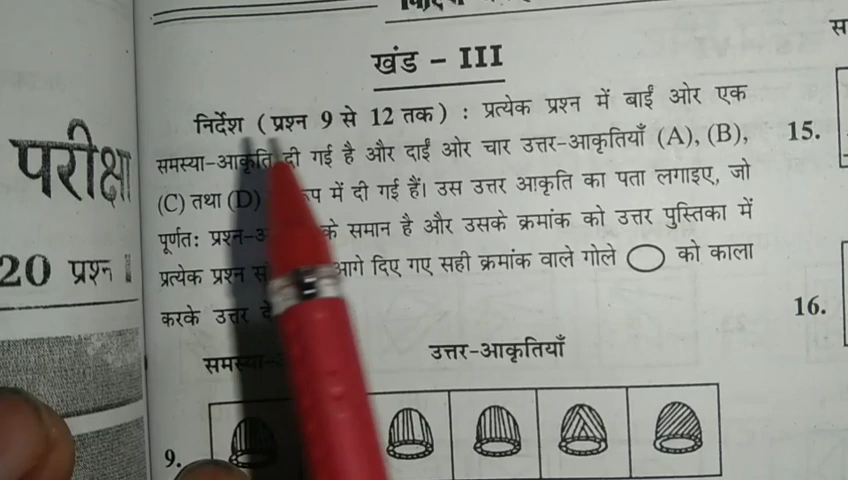 खंड – III
निर्देश (प्रश्न 9 से 12 तक) : प्रत्येक प्रश्न में बाईं ओर एक
समस्या-आकृति दी गई है और दाईं ओर चार उत्तर-आकृतियाँ (A), (B),
(C) तथा (D) में दी गई हैं। उस उत्तर आकृति का पता लगाइए, जो
पूर्णतः के समान है और उसके क्रमांक को उत्तर पुस्तिका में
प्रत्येक प्रश्न आगे दिए गए सही क्रमांक वाले गोले को काला
करके उत्तर
उत्तर-आकृतियाँ
9.
परीक्षा
20 प्रश्न
15.
16.